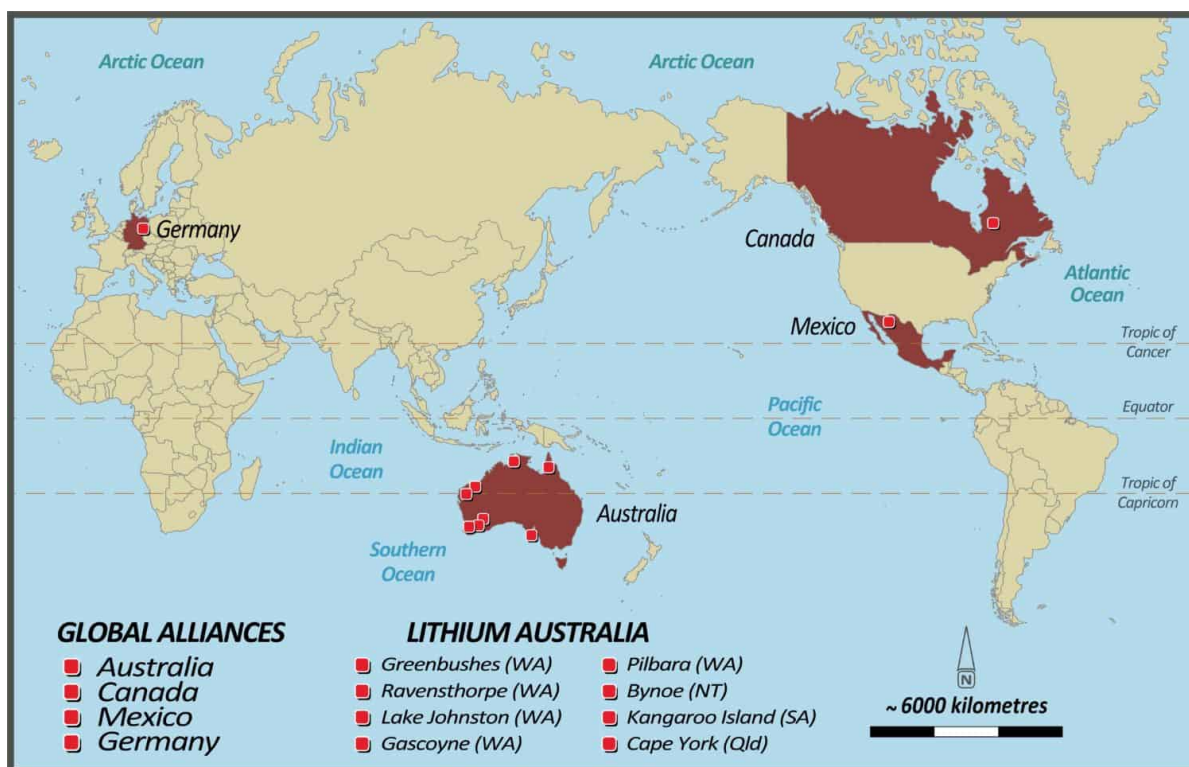 Arctic Ocean
Arctic Ocean
Germany
Canada
Atlantic
Ocean
Mexico
Tropic of
Cancer
Pacific
Ocean
Equator
Indian
Ocean
Tropic of
Capricorn
Australia
Southern
Ocean
GLOBAL ALLIANCES
Australia
Canada
Mexico
Germany
LITHIUM AUSTRALIA
Greenbushes (WA)
Ravensthorpe (WA)
Lake Johnston (WA)
Gascoyne (WA)
Pilbara (WA)
Bynoe (NT)
Kangaroo Island (SA)
Cape York (Qld)
N
~ 6000 kilometres